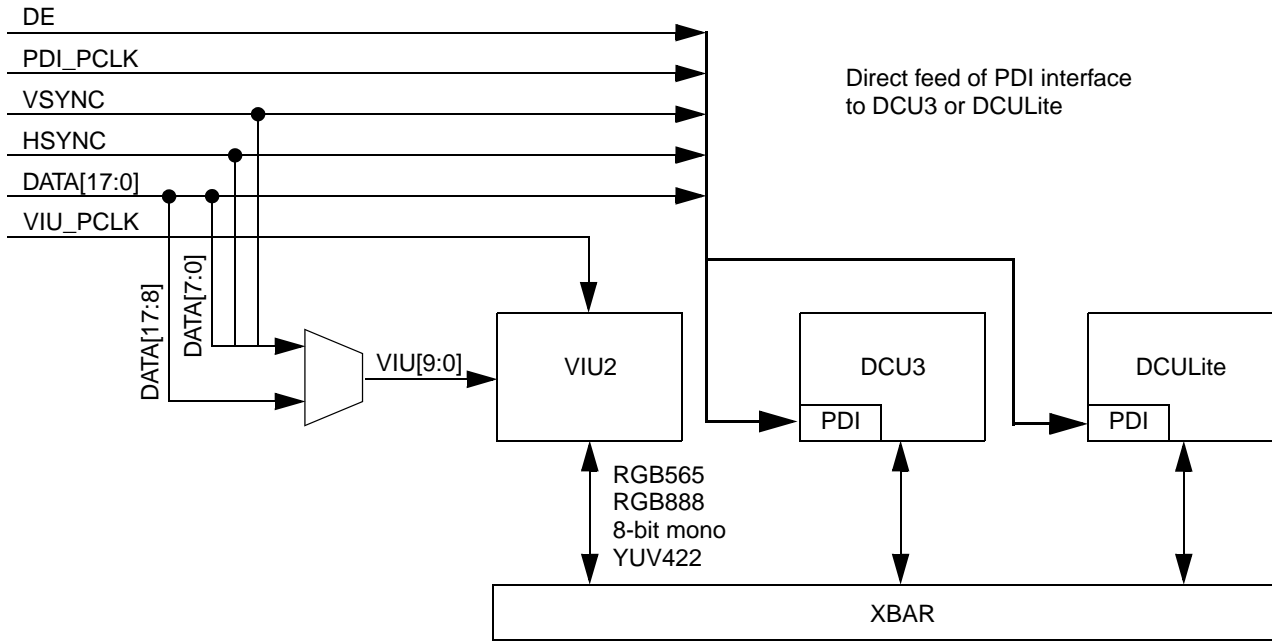 DE
PDI_PCLK
VSYNC
HSYNC
DATA[17:0]
VIU_PCLK
Direct feed of PDI interface
to DCU3 or DCULite
DATA[17:8]
DATA[7:0]
VIU[9:0]
VIU2
DCU3
PDI
DCULite
PDI
RGB565
RGB888
8-bit mono
YUV422
XBAR